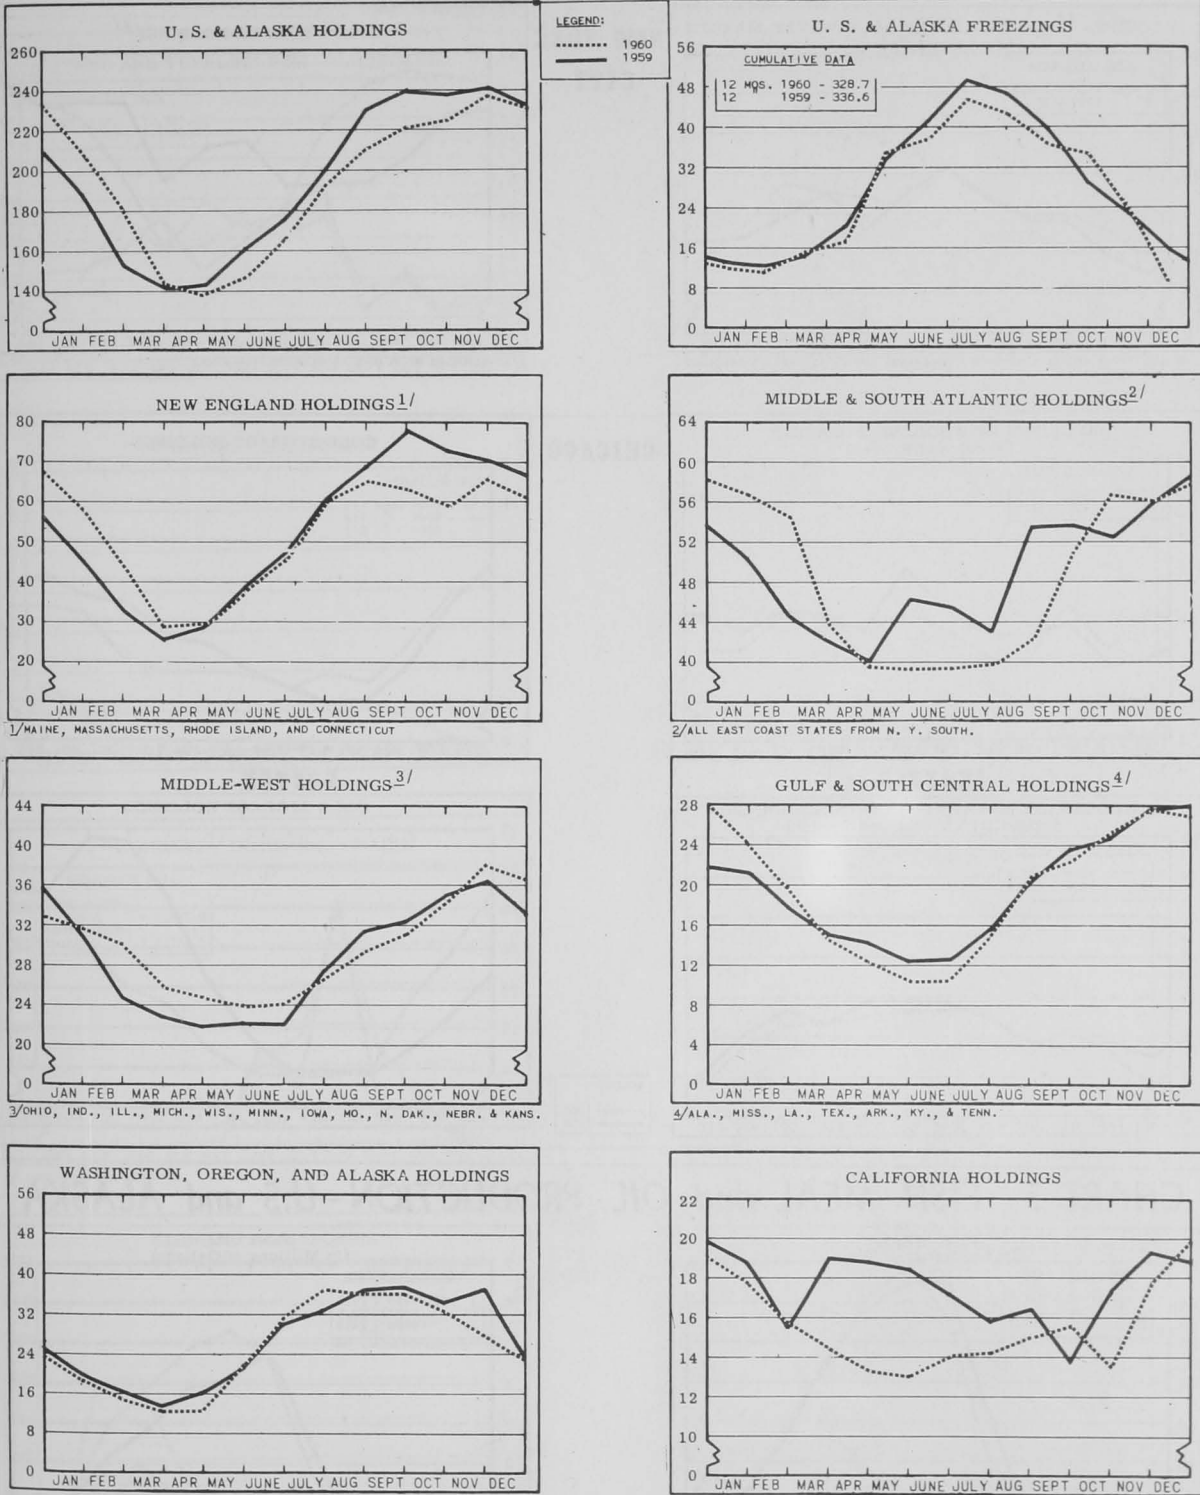 LEGEND:
1960
1959
U. S. & ALASKA HOLDINGS
260
240
220
200
180
160
140
0
JAN FEB MAR APR MAY JUNE JULY AUG SEPT OCT NOV DEC
U. S. & ALASKA FREEZINGS
CUMULATIVE DATA
12 MOS. 1960 - 328.7
12 " 1959 - 336.6
56
48
40
32
24
16
8
0
JAN FEB MAR APR MAY JUNE JULY AUG SEPT OCT NOV DEC
NEW ENGLAND HOLDINGS 1/
80
70
60
50
40
30
20
0
JAN FEB MAR APR MAY JUNE JULY AUG SEPT OCT NOV DEC
1/MAINE, MASSACHUSETTS, RHODE ISLAND, AND CONNECTICUT
MIDDLE & SOUTH ATLANTIC HOLDINGS 2/
64
60
56
52
48
44
40
0
JAN FEB MAR APR MAY JUNE JULY AUG SEPT OCT NOV DEC
2/ALL EAST COAST STATES FROM N. Y. SOUTH.
MIDDLE-WEST HOLDINGS 3/
44
40
36
32
28
24
20
0
JAN FEB MAR APR MAY JUNE JULY AUG SEPT OCT NOV DEC
3/OHIO, IND., ILL., MICH., WIS., MINN., IOWA, MO., N. DAK., NEBR. & KANS.
GULF & SOUTH CENTRAL HOLDINGS 4/
28
24
20
16
12
8
4
0
JAN FEB MAR APR MAY JUNE JULY AUG SEPT OCT NOV DEC
4/ALA., MISS., LA., TEX., ARK., KY., & TENN.
WASHINGTON, OREGON, AND ALASKA HOLDINGS
56
48
40
32
24
16
8
0
JAN FEB MAR APR MAY JUNE JULY AUG SEPT OCT NOV DEC
CALIFORNIA HOLDINGS
22
20
18
16
14
12
10
0
JAN FEB MAR APR MAY JUNE JULY AUG SEPT OCT NOV DEC